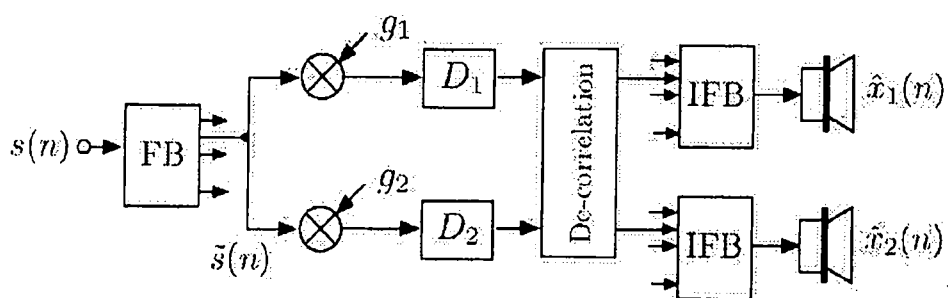 g₁
D₁
De-correlation
IFB
x̂₁(n)
s(n)
FB
g₂
s̃(n)
D₂
IFB
x̂₂(n)